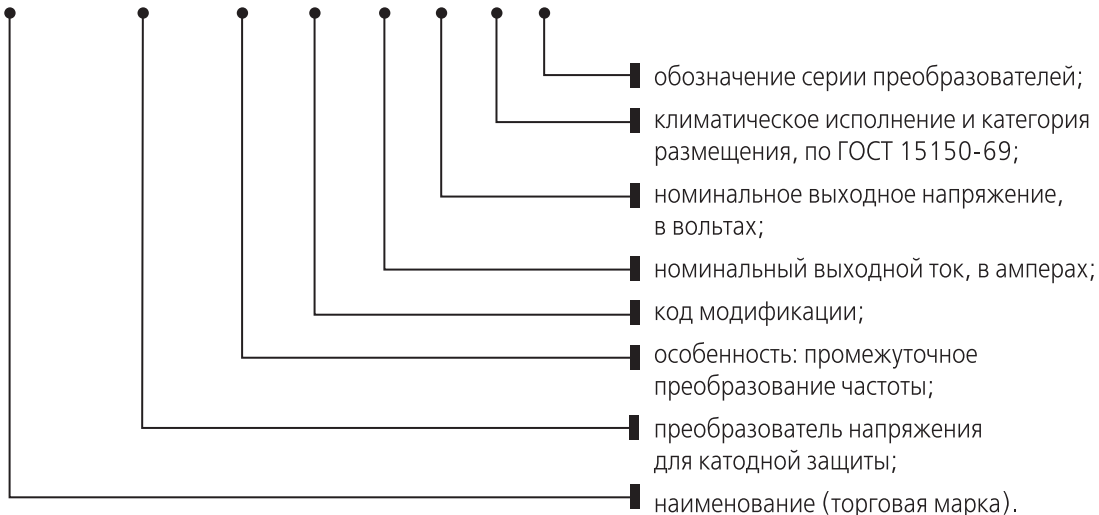 обозначение серии преобразователей;
климатическое исполнение и категория
размещения, по ГОСТ 15150-69;
номинальное выходное напряжение,
в вольтах;
номинальный выходной ток, в амперах;
код модификации;
особенность: промежуточное
преобразование частоты;
преобразователь напряжения
для катодной защиты;
наименование (торговая марка).